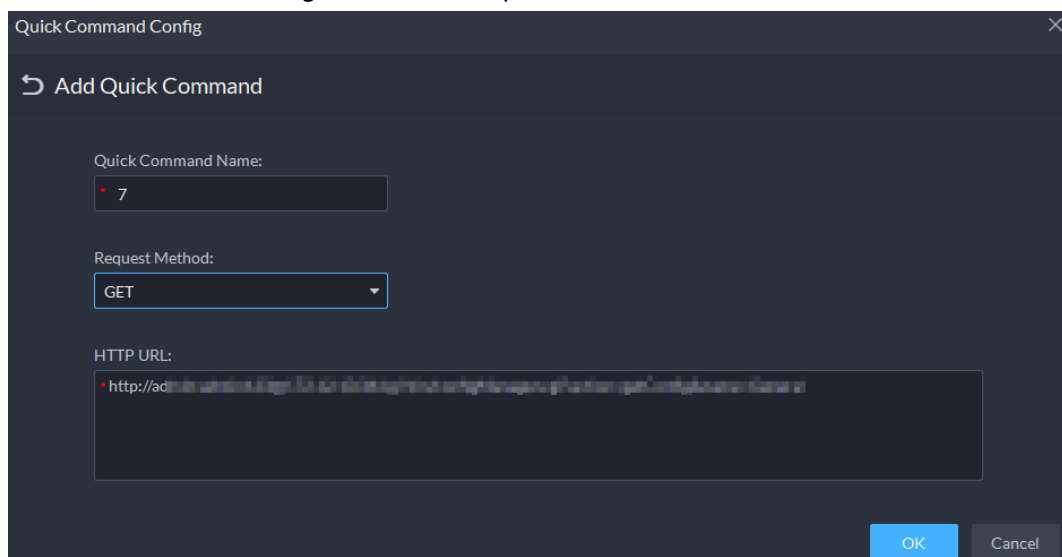 Quick Command Config
Add Quick Command
Quick Command Name:
* 7
Request Method:
GET
HTTP URL:
* http://ad
OK
Cancel